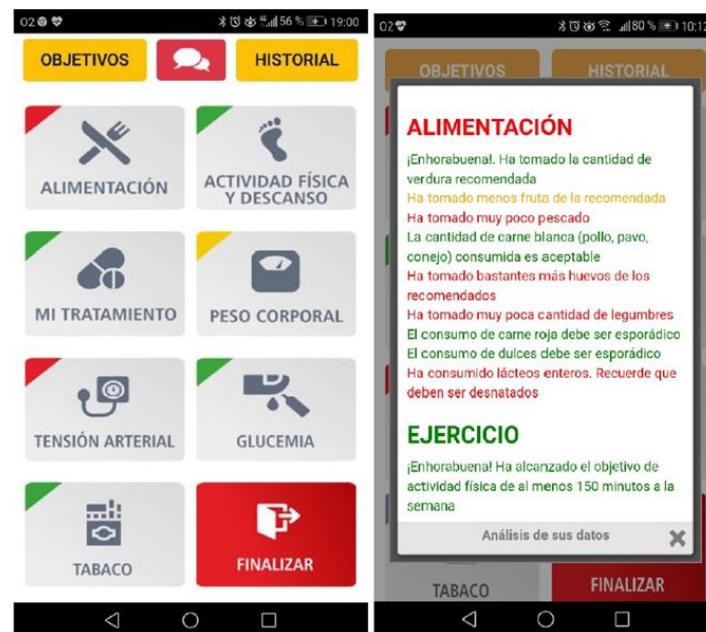 O2
56 %
19:00
OBJETIVOS
HISTORIAL
ALIMENTACIÓN
ACTIVIDAD FÍSICA
Y DESCANSO
MI TRATAMIENTO
PESO CORPORAL
TENSIÓN ARTERIAL
GLUCEMIA
TABACO
FINALIZAR
O2
80 %
10:12
OBJETIVOS
HISTORIAL
ALIMENTACIÓN
¡Enhorabuena!. Ha tomado la cantidad de
verdura recomendada
Ha tomado menos fruta de la recomendada
Ha tomado muy poco pescado
La cantidad de carne blanca (pollo, pavo,
conejo) consumida es aceptable
Ha tomado bastantes más huevos de los
recomendados
Ha tomado muy poca cantidad de legumbres
El consumo de carne roja debe ser esporádico
El consumo de dulces debe ser esporádico
Ha consumido lácteos enteros. Recuerde que
deben ser desnatados
EJERCICIO
¡Enhorabuena! Ha alcanzado el objetivo de
actividad física de al menos 150 minutos a la
semana
Análisis de sus datos
TABACO
FINALIZAR